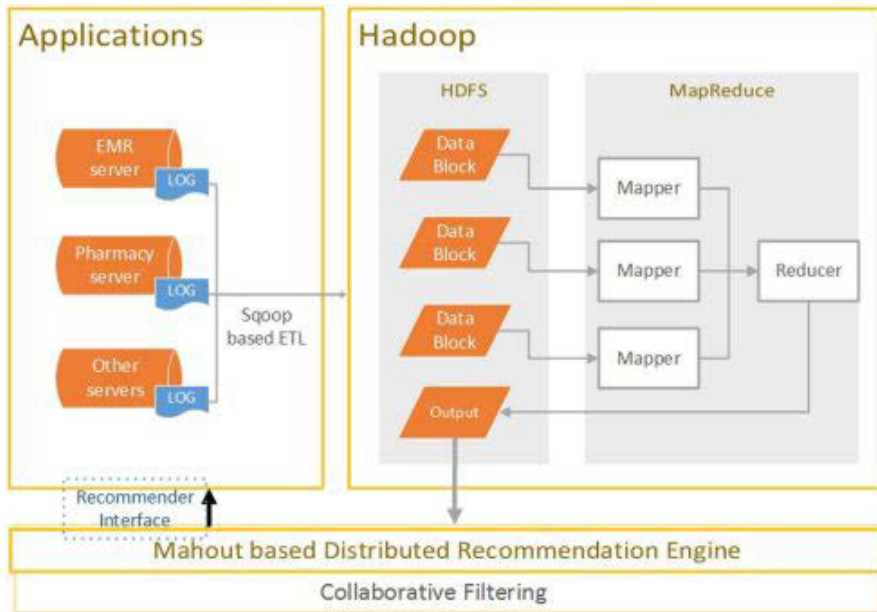 Applications
EMR
server
LOG
Pharmacy
server
LOG
Other
servers
LOG
Sqoop
based ETL
Hadoop
HDFS
MapReduce
Data
Block
Data
Block
Data
Block
Output
Mapper
Mapper
Mapper
Reducer
Recommender
Interface
Mahout based Distributed Recommendation Engine
Collaborative Filtering